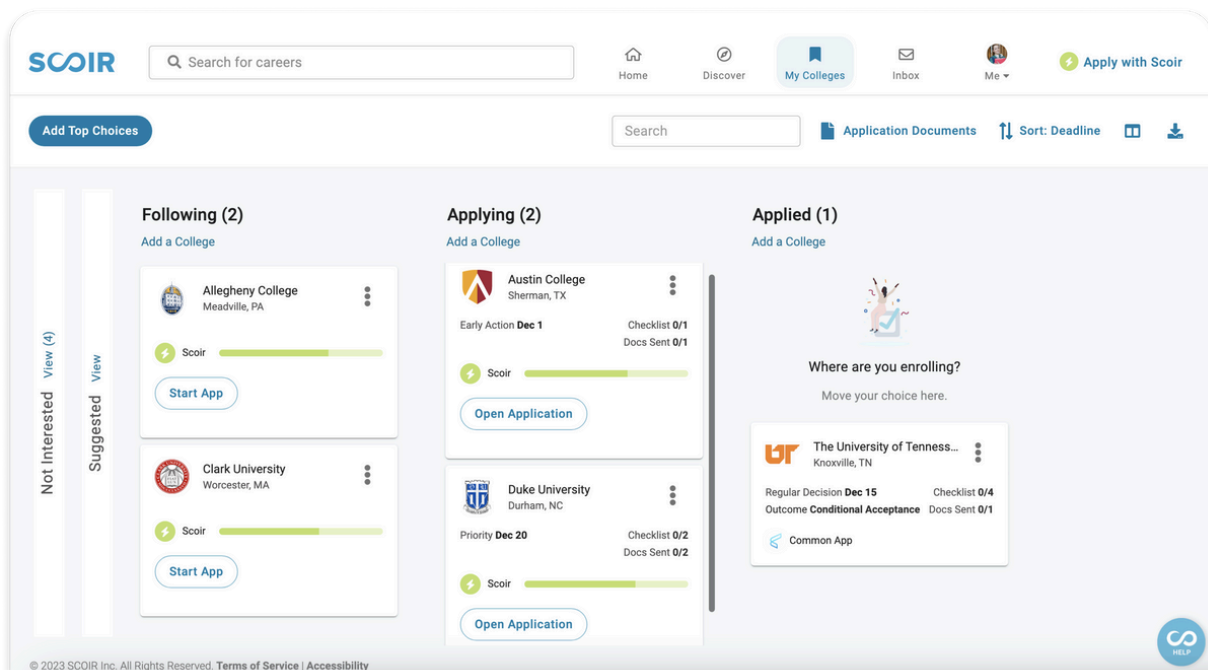 SCOIR
Search for careers
Home
Discover
My Colleges
Inbox
Me
Apply with Scoir
Add Top Choices
Search
Application Documents
Sort: Deadline
Not Interested View (4)
Suggested View
Following (2)
Add a College
Allegheny College
Meadville, PA
Scoir
Start App
Clark University
Worcester, MA
Scoir
Start App
Applying (2)
Add a College
Austin College
Sherman, TX
Early Action Dec 1 Checklist 0/1
Docs Sent 0/1
Scoir
Open Application
Duke University
Durham, NC
Priority Dec 20 Checklist 0/2
Docs Sent 0/2
Scoir
Open Application
Applied (1)
Add a College
Where are you enrolling?
Move your choice here.
The University of Tenness...
Knoxville, TN
Regular Decision Dec 15 Checklist 0/4
Outcome Conditional Acceptance Docs Sent 0/1
Common App
HELP
© 2023 SCOIR Inc. All Rights Reserved. Terms of Service | Accessibility